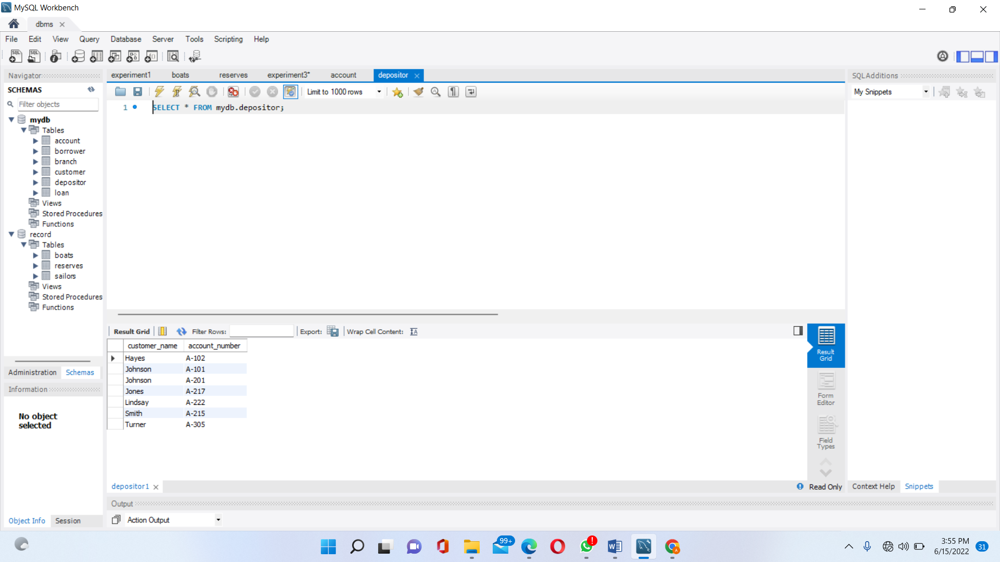 MySQL Workbench
dbms
File Edit View Query Database Server Tools Scripting Help
SQL SQL
Navigator
SCHEMAS
Filter objects
mydb
Tables
account
borrower
branch
customer
depositor
loan
Views
Stored Procedures
Functions
record
Tables
boats
reserves
sailors
Views
Stored Procedures
Functions
Administration Schemas
Information
No object
selected
Object Info Session
experiment1 boats reserves experiment3* account depositor
Limit to 1000 rows
1 SELECT * FROM mydb.depositor;
Result Grid Filter Rows: Export: Wrap Cell Content:
customer_name account_number
Hayes A-102
Johnson A-101
Johnson A-201
Jones A-217
Lindsay A-222
Smith A-215
Turner A-305
Result
Grid
Form
Editor
Field
Types
depositor1
Read Only
Output
Action Output
SQLAdditions
My Snippets
Context Help Snippets
99+
3:55 PM
6/15/2022
31